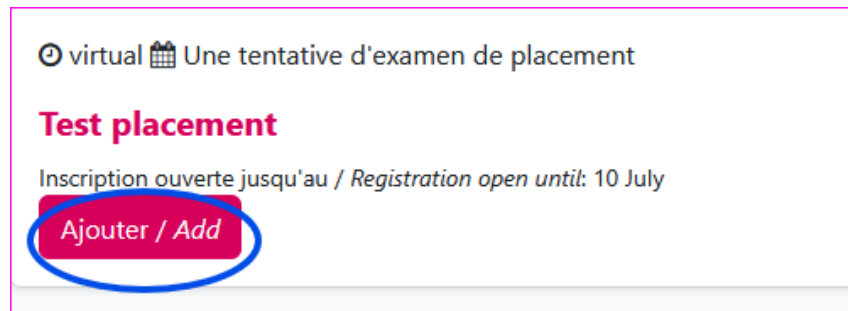 virtual Une tentative d'examen de placement
Test placement
Inscription ouverte jusqu'au / Registration open until: 10 July
Ajouter / Add